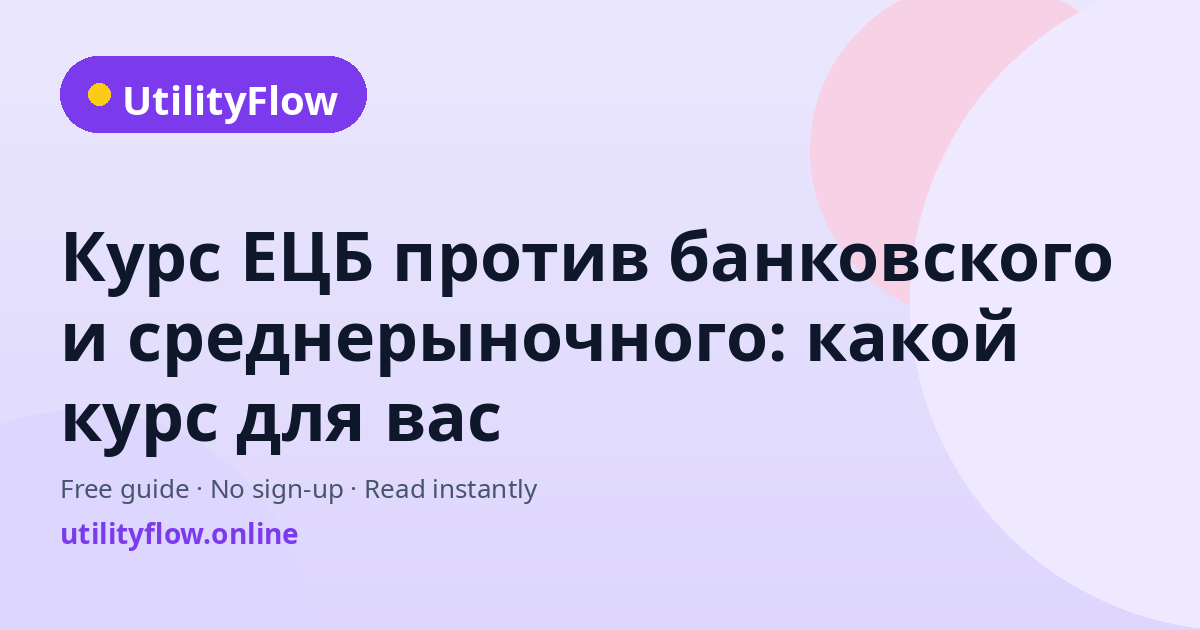 UtilityFlow
Курс ЕЦБ против банковского
и среднерыночного: какой
курс для вас
Free guide · No sign-up · Read instantly
utilityflow.online